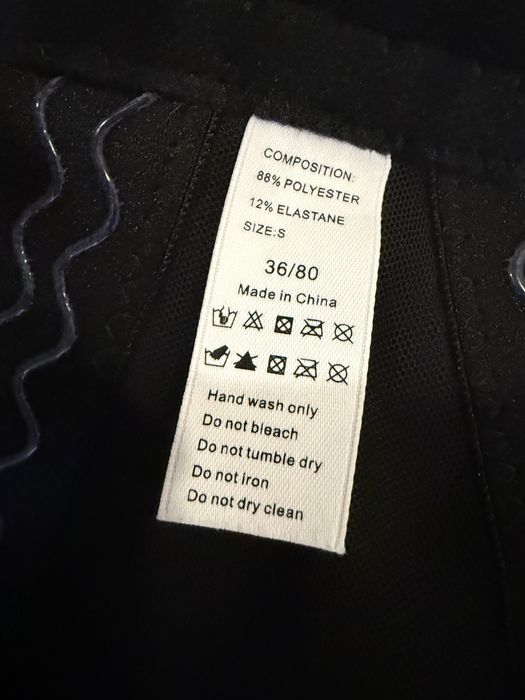 COMPOSITION:
88% POLYESTER
12% ELASTANE
SIZE:S
36/80
Made in China
Hand wash only
Do not bleach
Do not tumble dry
Do not iron
Do not dry clean